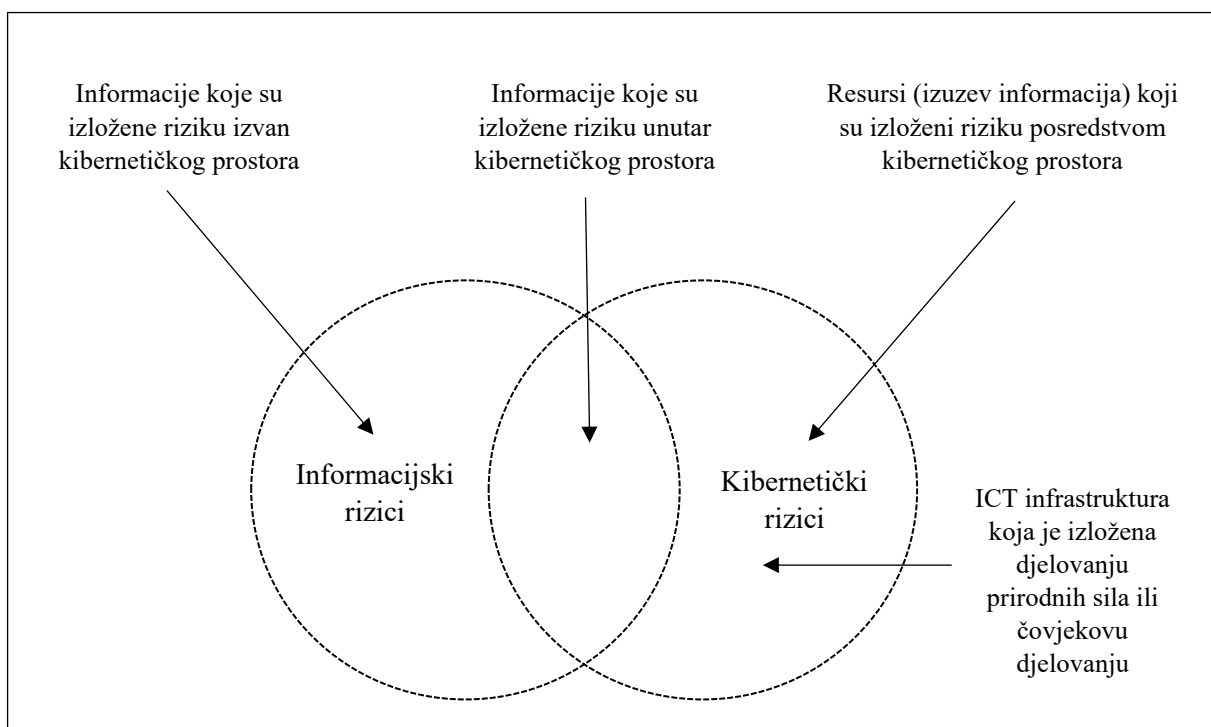 Informacije koje su
izložene riziku izvan
kibernetičkog prostora
Informacije koje su
izložene riziku unutar
kibernetičkog prostora
Resursi (izuzev informacija) koji
su izloženi riziku posredstvom
kibernetičkog prostora
Informacijski
rizici
Kibernetički
rizici
ICT infrastruktura
koja je izložena
djelovanju
prirodnih sila ili
čovjekovu
djelovanju